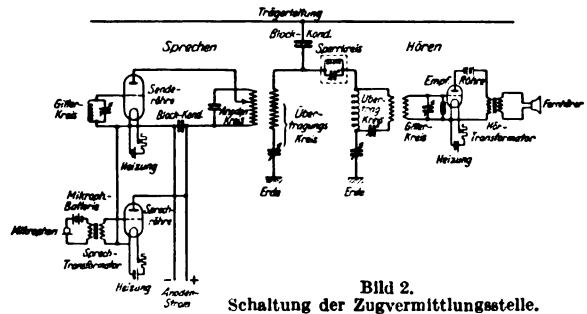 Trägerleitung
Block-Kond.
Sprechen
Sperrkreis
Hören
Sende-
röhre
Gitter-
Kreis
Block-Kond.
Anoden
Kreis
Über-
tragungs
Kreis
Über
trag
Kreis
Empf.
Röhre
Fernhörer
Gitter-
Kreis
Hör-
Transformator
Heizung
Heizung
Erde
Erde
Mikroph-
Batterie
Sprech-
röhre
Mikrophon
Sprech-
Transformator
Heizung
- +
Anoden-
Strom
Bild 2.
Schaltung der Zugvermittlungsstelle.